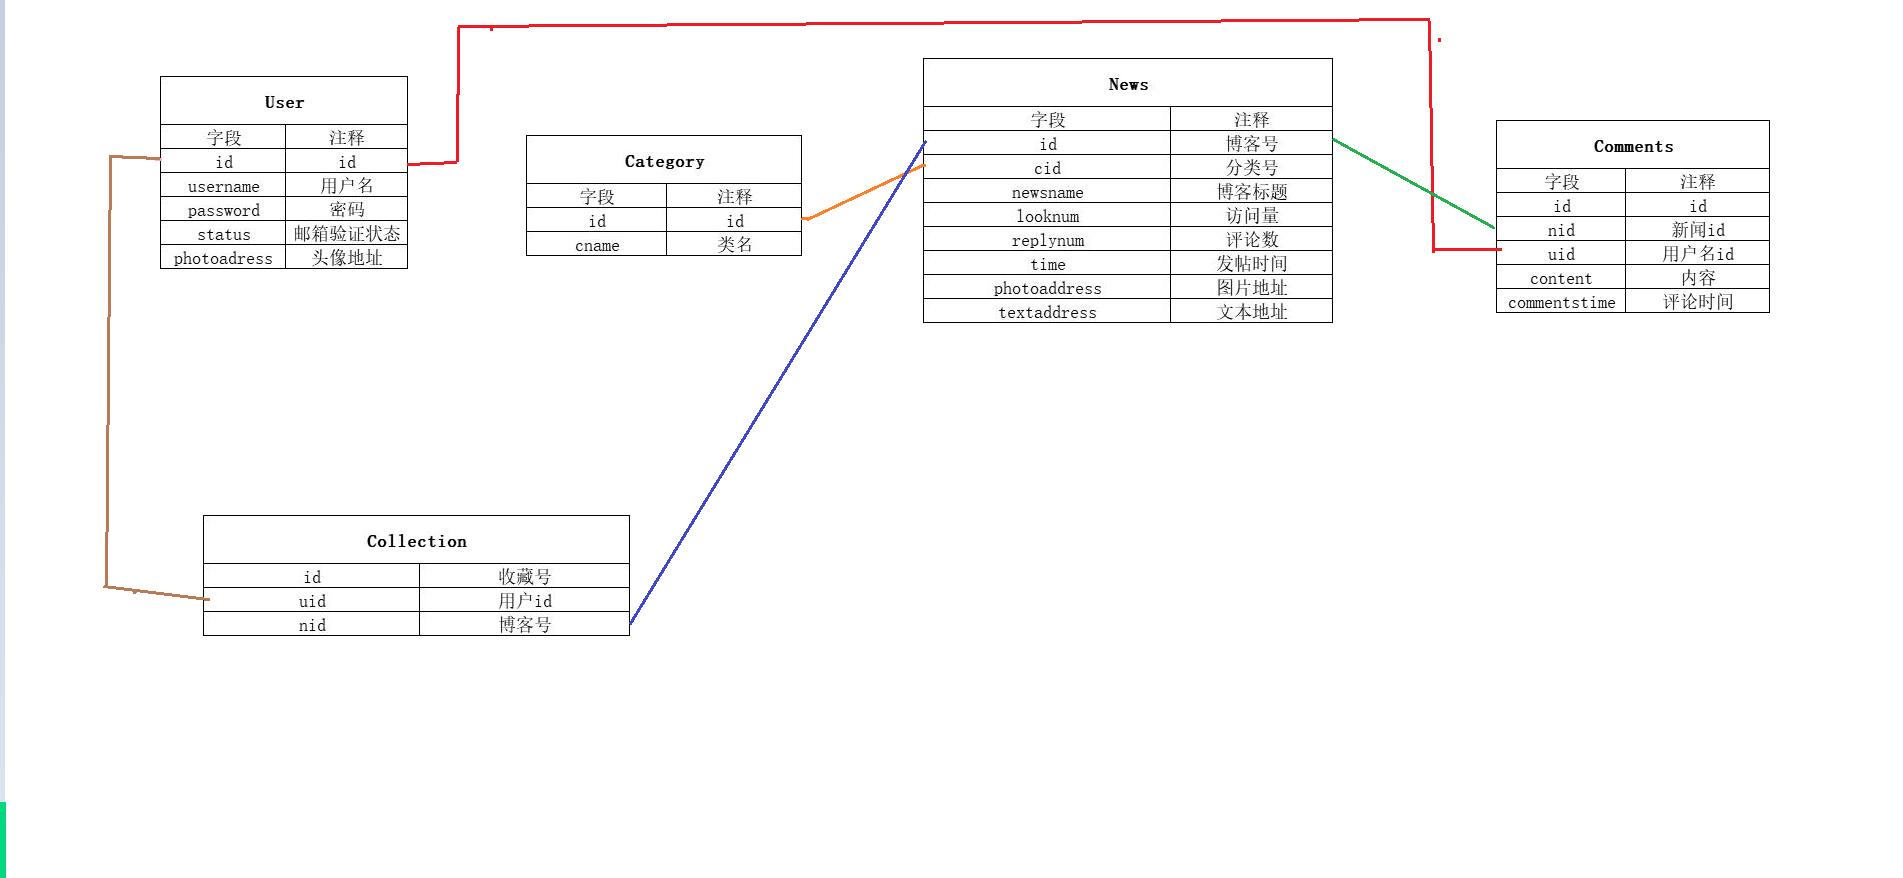 User
字段 注释
id id
username 用户名
password 密码
status 邮箱验证状态
photoadress 头像地址
Category
字段 注释
id id
cname 类名
News
字段 注释
id 博客号
cid 分类号
newsname 博客标题
looknum 访问量
replynum 评论数
time 发帖时间
photoaddress 图片地址
textaddress 文本地址
Comments
字段 注释
id id
nid 新闻id
uid 用户名id
content 内容
commentstime 评论时间
Collection
id 收藏号
uid 用户id
nid 博客号